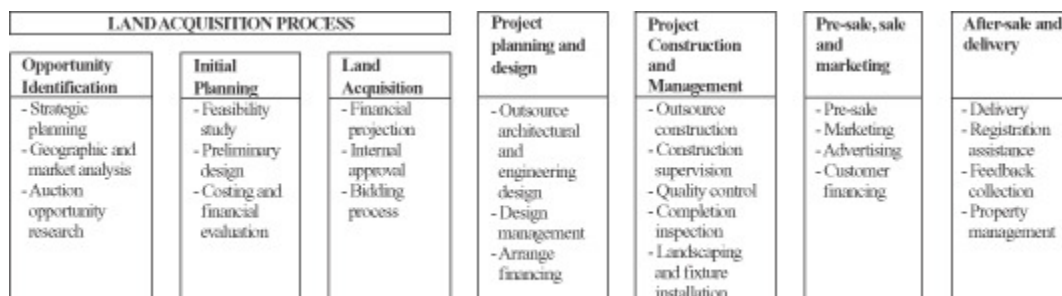 LAND ACQUISITION PROCESS
Opportunity
Identification
- Strategic
planning
- Geographic and
market analysis
- Auction
opportunity
research
Initial
Planning
- Feasibility
study
- Preliminary
design
- Costing and
financial
evaluation
Land
Acquisition
- Financial
projection
- Internal
approval
- Bidding
process
Project
planning and
design
- Outsource
architectural
and
engineering
design
- Design
management
- Arrange
financing
Project
Construction
and
Management
- Outsource
construction
- Construction
supervision
- Quality control
- Completion
inspection
- Landscaping
and fixture
installation
Pre-sale, sale
and
marketing
- Pre-sale
- Marketing
- Advertising
- Customer
financing
After-sale and
delivery
- Delivery
- Registration
assistance
- Feedback
collection
- Property
management